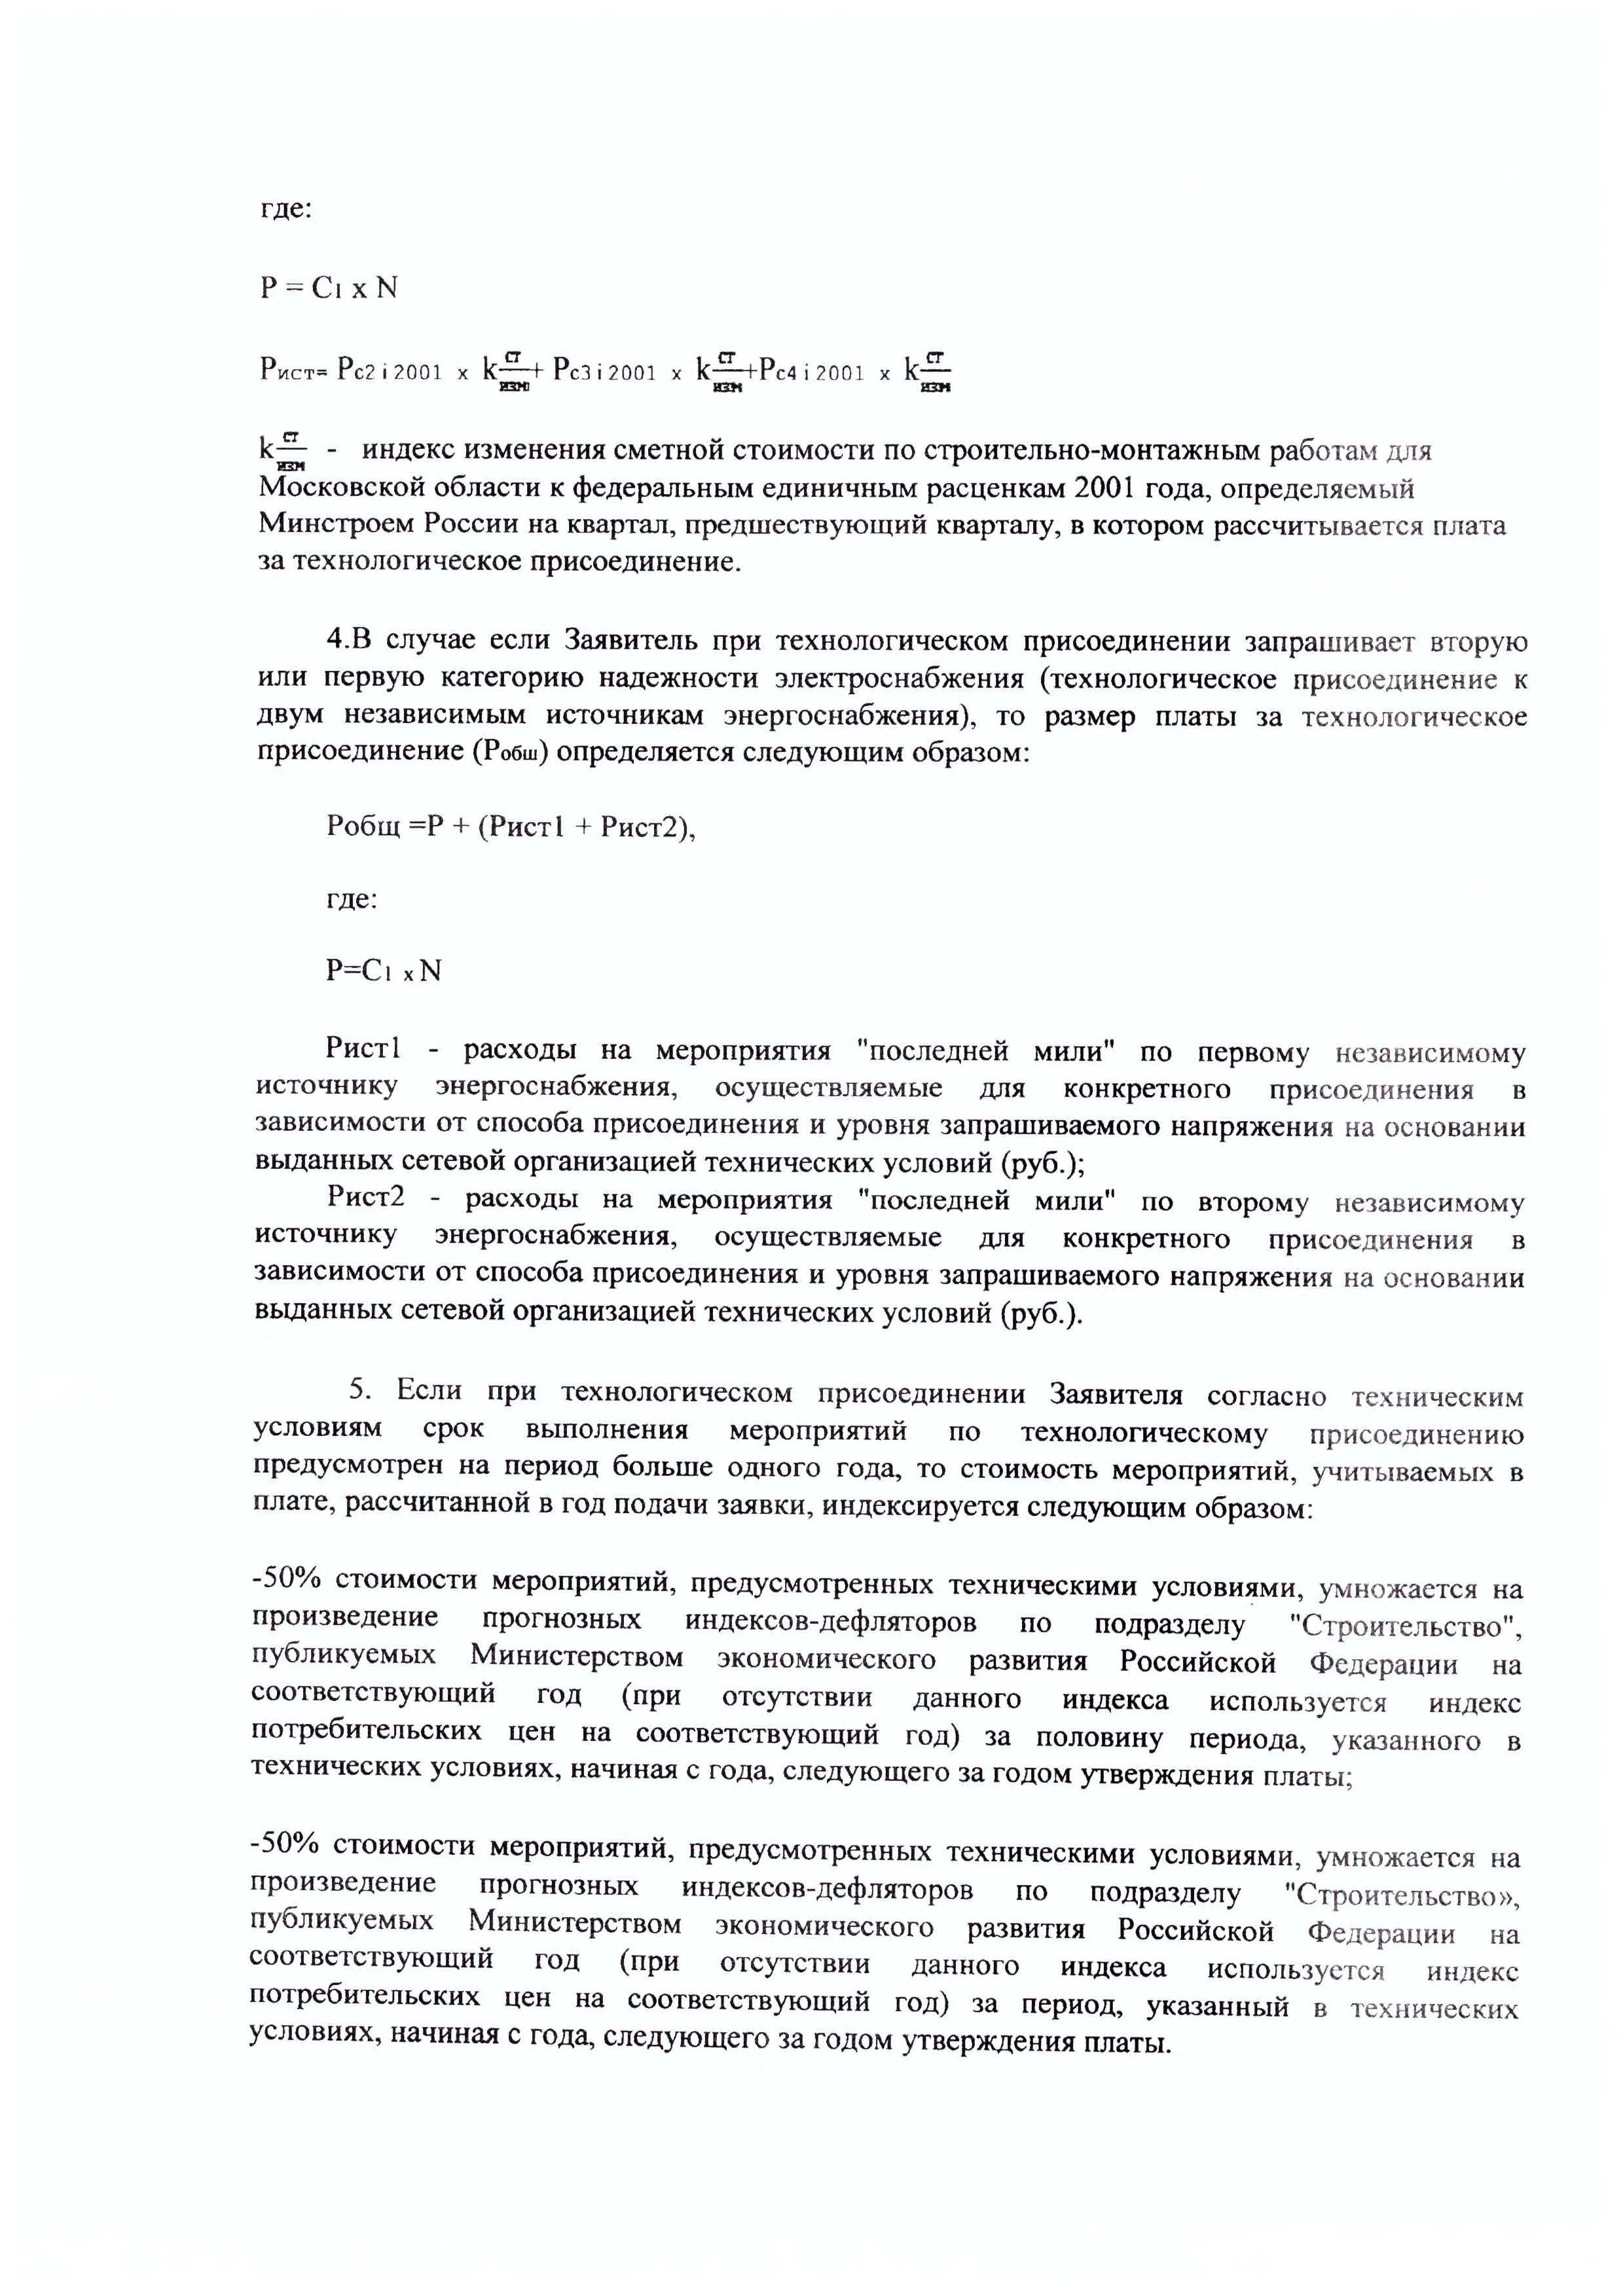 где:
Р = С1 х N
Рист= Рс2 i 2001 х k ст/изм + Рс3 i 2001 х k ст/изм +Рс4 i 2001 х k ст/изм
k ст/изм - индекс изменения сметной стоимости по строительно-монтажным работам для
Московской области к федеральным единичным расценкам 2001 года, определяемый
Минстроем России на квартал, предшествующий кварталу, в котором рассчитывается плата
за технологическое присоединение.
4.В случае если Заявитель при технологическом присоединении запрашивает вторую
или первую категорию надежности электроснабжения (технологическое присоединение к
двум независимым источникам энергоснабжения), то размер платы за технологическое
присоединение (Робш) определяется следующим образом:
Робщ =Р + (Рист1 + Рист2),
где:
Р=С1 хN
Рист1 - расходы на мероприятия "последней мили" по первому независимому
источнику энергоснабжения, осуществляемые для конкретного присоединения в
зависимости от способа присоединения и уровня запрашиваемого напряжения на основании
выданных сетевой организацией технических условий (руб.);
Рист2 - расходы на мероприятия "последней мили" по второму независимому
источнику энергоснабжения, осуществляемые для конкретного присоединения в
зависимости от способа присоединения и уровня запрашиваемого напряжения на основании
выданных сетевой организацией технических условий (руб.).
5. Если при технологическом присоединении Заявителя согласно техническим
условиям срок выполнения мероприятий по технологическому присоединению
предусмотрен на период больше одного года, то стоимость мероприятий, учитываемых в
плате, рассчитанной в год подачи заявки, индексируется следующим образом:
-50% стоимости мероприятий, предусмотренных техническими условиями, умножается на
произведение прогнозных индексов-дефляторов по подразделу "Строительство",
публикуемых Министерством экономического развития Российской Федерации на
соответствующий год (при отсутствии данного индекса используется индекс
потребительских цен на соответствующий год) за половину периода, указанного в
технических условиях, начиная с года, следующего за годом утверждения платы;
-50% стоимости мероприятий, предусмотренных техническими условиями, умножается на
произведение прогнозных индексов-дефляторов по подразделу "Строительство»,
публикуемых Министерством экономического развития Российской Федерации на
соответствующий год (при отсутствии данного индекса используется индекс
потребительских цен на соответствующий год) за период, указанный в технических
условиях, начиная с года, следующего за годом утверждения платы.